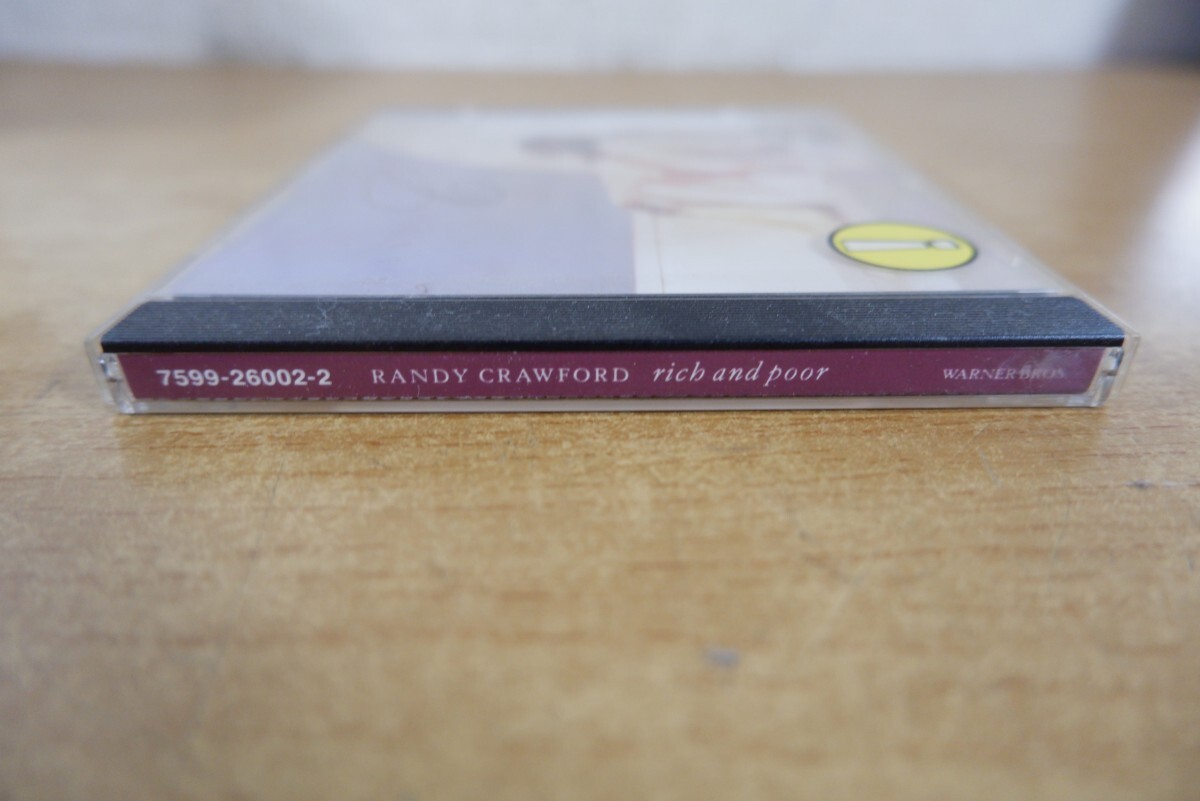 7599-26002-2 RANDY CRAWFORD rich and poor WARNER BROS.